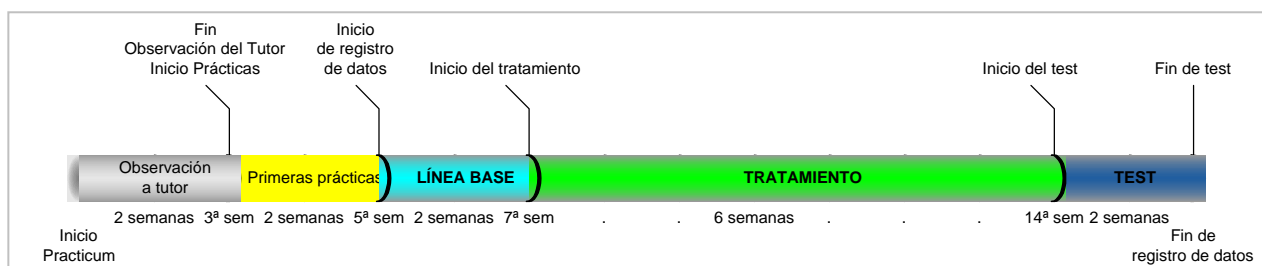 Fin
Observación del Tutor
Inicio Prácticas
Inicio
de registro
de datos
Inicio del tratamiento
Inicio del test
Fin de test
Observación
a tutor
Primeras prácticas
LÍNEA BASE
TRATAMIENTO
TEST
2 semanas 3ª sem 2 semanas 5ª sem 2 semanas 7ª sem . . 6 semanas . . . 14ª sem 2 semanas
Inicio
Practicum
Fin de
registro de datos